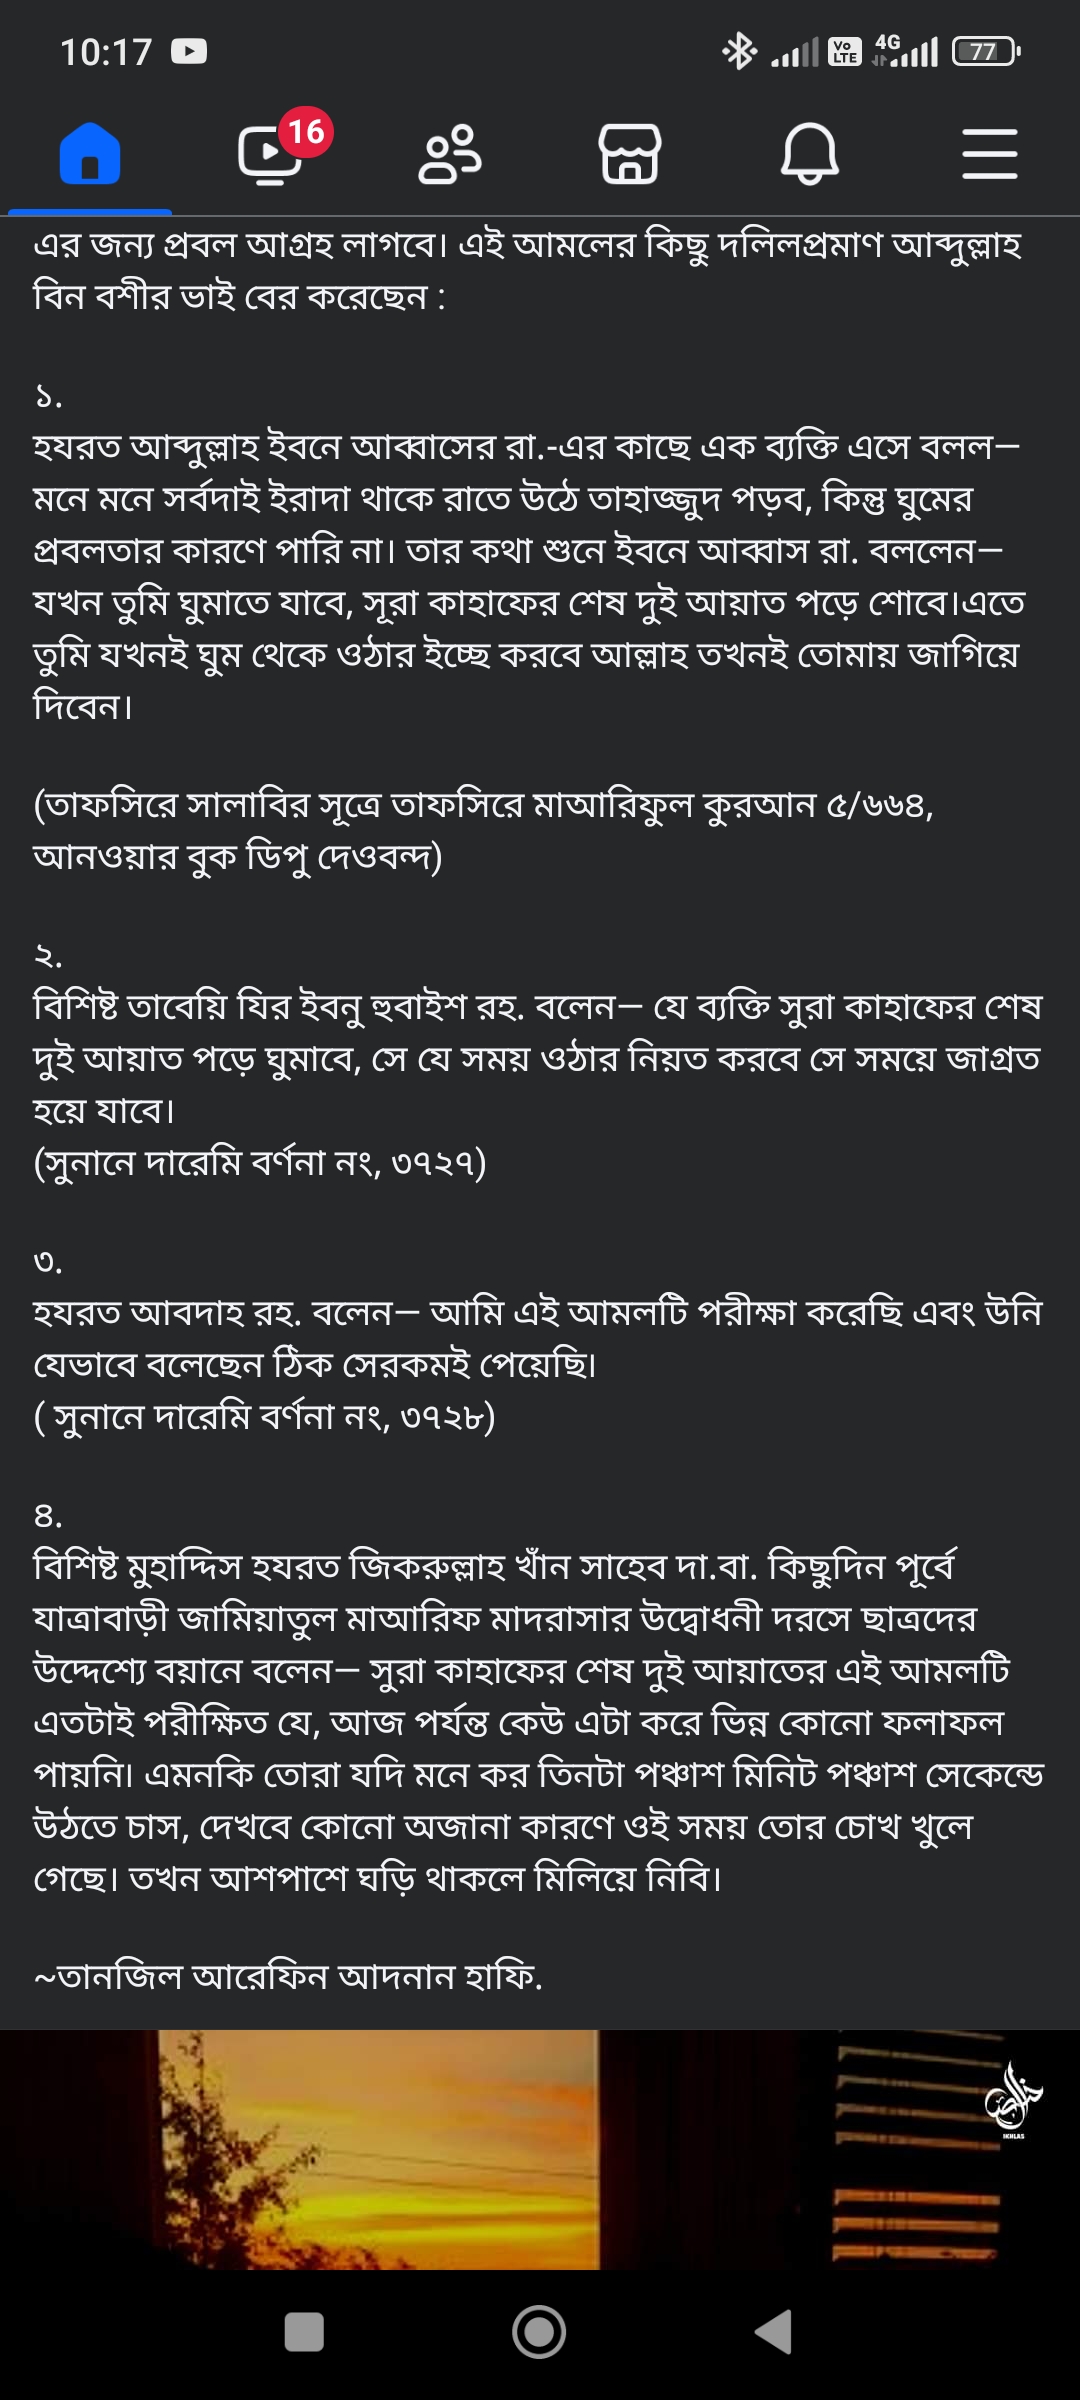 10:17
Vo LTE 4G 77
16
এর জন্য প্রবল আগ্রহ লাগবে। এই আমলের কিছু দলিলপ্রমাণ আব্দুল্লাহ
বিন বশীর ভাই বের করেছেন :
১.
হযরত আব্দুল্লাহ ইবনে আব্বাসের রা.-এর কাছে এক ব্যক্তি এসে বলল—
মনে মনে সর্বদাই ইরাদা থাকে রাতে উঠে তাহাজ্জুদ পড়ব, কিন্তু ঘুমের
প্রবলতার কারণে পারি না। তার কথা শুনে ইবনে আব্বাস রা. বললেন—
যখন তুমি ঘুমাতে যাবে, সূরা কাহাফের শেষ দুই আয়াত পড়ে শোবে।এতে
তুমি যখনই ঘুম থেকে ওঠার ইচ্ছে করবে আল্লাহ তখনই তোমায় জাগিয়ে
দিবেন।
(তাফসিরে সালাবির সূত্রে তাফসিরে মাআরিফুল কুরআন ৫/৬৬৪,
আনওয়ার বুক ডিপু দেওবন্দ)
২.
বিশিষ্ট তাবেয়ি যির ইবনু হুবাইশ রহ. বলেন— যে ব্যক্তি সুরা কাহাফের শেষ
দুই আয়াত পড়ে ঘুমাবে, সে যে সময় ওঠার নিয়ত করবে সে সময়ে জাগ্রত
হয়ে যাবে।
(সুনানে দারেমি বর্ণনা নং, ৩৭২৭)
৩.
হযরত আবদাহ রহ. বলেন— আমি এই আমলটি পরীক্ষা করেছি এবং উনি
যেভাবে বলেছেন ঠিক সেরকমই পেয়েছি।
( সুনানে দারেমি বর্ণনা নং, ৩৭২৮)
৪.
বিশিষ্ট মুহাদ্দিস হযরত জিকরুল্লাহ খাঁন সাহেব দা.বা. কিছুদিন পূর্বে
যাত্রাবাড়ী জামিয়াতুল মাআরিফ মাদরাসার উদ্বোধনী দরসে ছাত্রদের
উদ্দেশ্যে বয়ানে বলেন— সুরা কাহাফের শেষ দুই আয়াতের এই আমলটি
এতটাই পরীক্ষিত যে, আজ পর্যন্ত কেউ এটা করে ভিন্ন কোনো ফলাফল
পায়নি। এমনকি তোরা যদি মনে কর তিনটা পঞ্চাশ মিনিট পঞ্চাশ সেকেন্ডে
উঠতে চাস, দেখবে কোনো অজানা কারণে ওই সময় তোর চোখ খুলে
গেছে। তখন আশপাশে ঘড়ি থাকলে মিলিয়ে নিবি।
~তানজিল আরেফিন আদনান হাফি.
IKHLAS